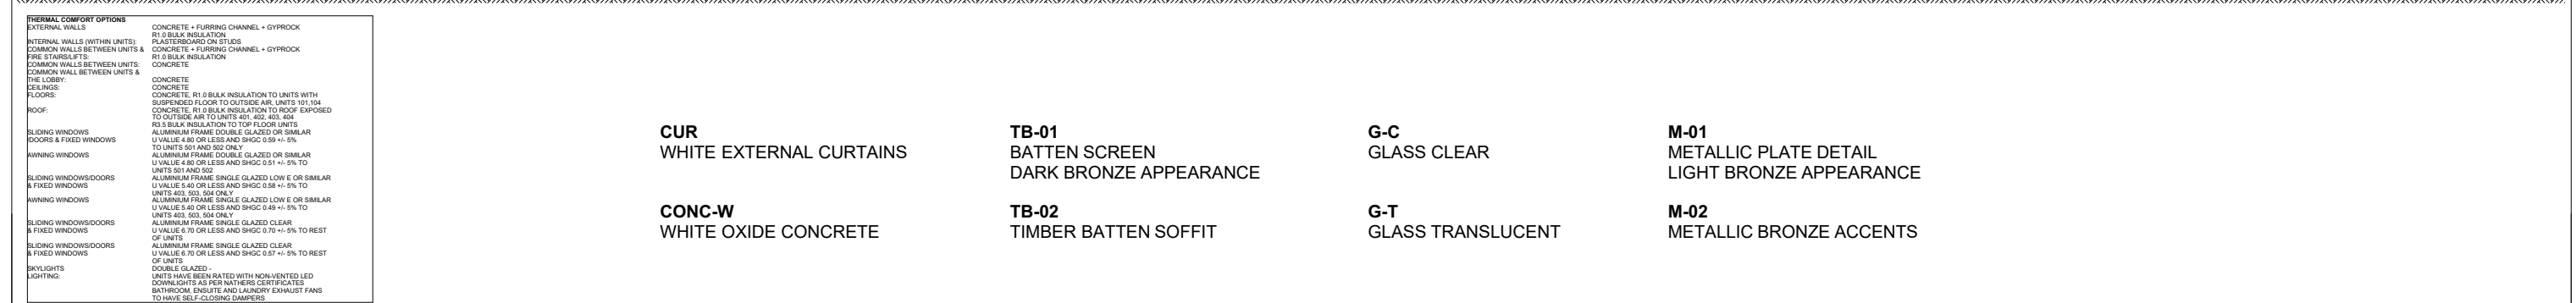 THERMAL COMFORT OPTIONS
EXTERNAL WALLS CONCRETE + FURRING CHANNEL + GYPROCK
R1.0 BULK INSULATION
INTERNAL WALLS (WITHIN UNITS): PLASTERBOARD ON STUDS
COMMON WALLS BETWEEN UNITS & CONCRETE + FURRING CHANNEL + GYPROCK
FIRE STAIRS/LIFTS: R1.0 BULK INSULATION
COMMON WALLS BETWEEN UNITS: CONCRETE
COMMON WALL BETWEEN UNITS &
THE LOBBY: CONCRETE
CEILINGS: CONCRETE
FLOORS: CONCRETE, R1.0 BULK INSULATION TO UNITS WITH
SUSPENDED FLOOR TO OUTSIDE AIR, UNITS 101,104
ROOF: CONCRETE, R1.0 BULK INSULATION TO ROOF EXPOSED
TO OUTSIDE AIR TO UNITS 401, 402, 403, 404
R3.5 BULK INSULATION TO TOP FLOOR UNITS
SLIDING WINDOWS ALUMINIUM FRAME DOUBLE GLAZED OR SIMILAR
/DOORS & FIXED WINDOWS U VALUE 4.80 OR LESS AND SHGC 0.59 +/- 5%
TO UNITS 501 AND 502 ONLY
AWNING WINDOWS ALUMINIUM FRAME DOUBLE GLAZED OR SIMILAR
U VALUE 4.80 OR LESS AND SHGC 0.51 +/- 5% TO
UNITS 501 AND 502
SLIDING WINDOWS/DOORS ALUMINIUM FRAME SINGLE GLAZED LOW E OR SIMILAR
& FIXED WINDOWS U VALUE 5.40 OR LESS AND SHGC 0.58 +/- 5% TO
UNITS 403, 503, 504 ONLY
AWNING WINDOWS ALUMINIUM FRAME SINGLE GLAZED LOW E OR SIMILAR
U VALUE 5.40 OR LESS AND SHGC 0.49 +/- 5% TO
UNITS 403, 503, 504 ONLY
SLIDING WINDOWS/DOORS ALUMINIUM FRAME SINGLE GLAZED CLEAR
& FIXED WINDOWS U VALUE 6.70 OR LESS AND SHGC 0.70 +/- 5% TO REST
OF UNITS
SLIDING WINDOWS/DOORS ALUMINIUM FRAME SINGLE GLAZED CLEAR
& FIXED WINDOWS U VALUE 6.70 OR LESS AND SHGC 0.57 +/- 5% TO REST
OF UNITS
SKYLIGHTS DOUBLE GLAZED -
LIGHTING: UNITS HAVE BEEN RATED WITH NON-VENTED LED
DOWNLIGHTS AS PER NATHERS CERTIFICATES
BATHROOM, ENSUITE AND LAUNDRY EXHAUST FANS
TO HAVE SELF-CLOSING DAMPERS
CUR
WHITE EXTERNAL CURTAINS
CONC-W
WHITE OXIDE CONCRETE
TB-01
BATTEN SCREEN
DARK BRONZE APPEARANCE
TB-02
TIMBER BATTEN SOFFIT
G-C
GLASS CLEAR
G-T
GLASS TRANSLUCENT
M-01
METALLIC PLATE DETAIL
LIGHT BRONZE APPEARANCE
M-02
METALLIC BRONZE ACCENTS